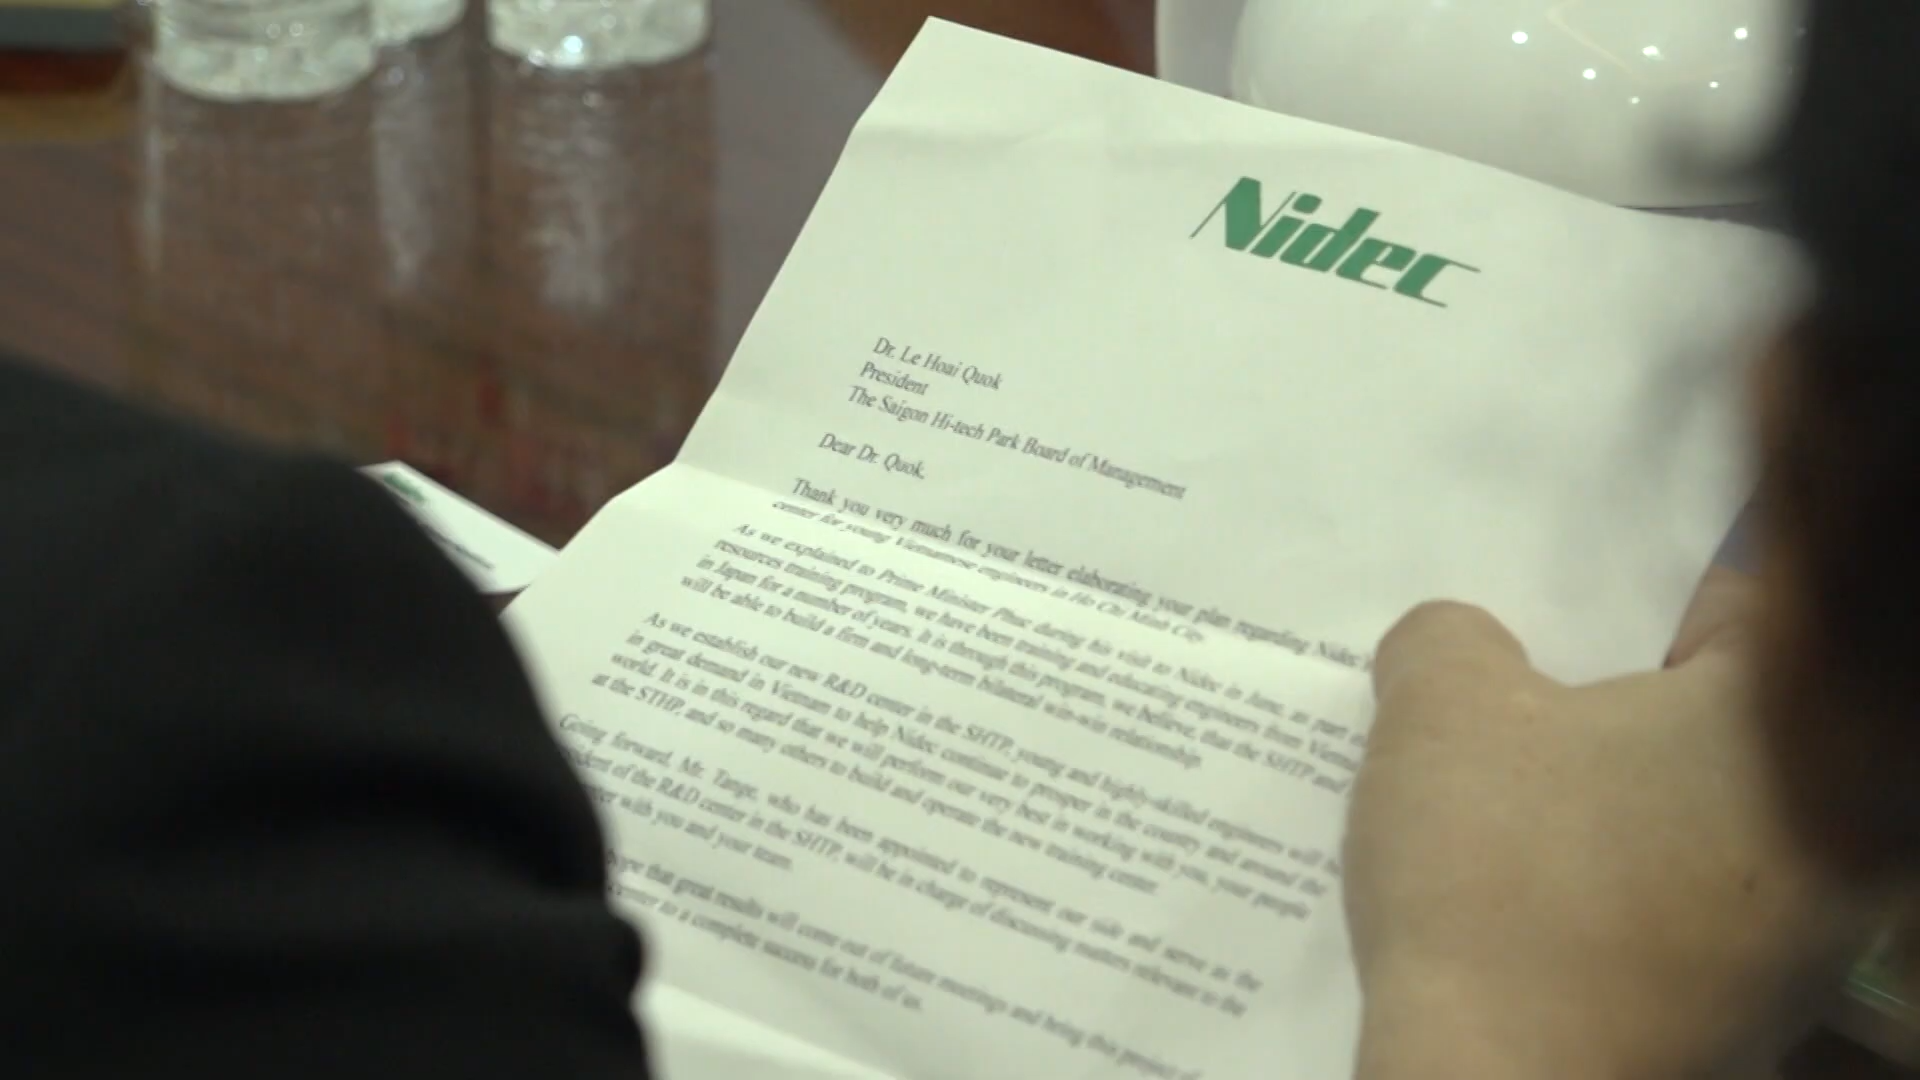 Nidec
Dr. Le Hoai Quok
President
The Saigon Hi-tech Park Board of Management
Dear Dr. Quok,
Thank you very much for your letter elaborating your plan regarding Nidec
center for young Vietnamese engineers in Ho Chi Minh City.
As we explained to Prime Minister Phuc during his visit to Nidec in June, as part of
resources training program, we have been training and educating engineers from
in Japan for a number of years. It is through this program, we believe, that the SHTP and
will be able to build a firm and long-term bilateral win-win relationship.
As we establish our new R&D center in the SHTP, young and highly-skilled engineers will be
in great demand in Vietnam to help Nidec continue to prosper in the country and around the
world. It is in this regard that we will perform our very best in working with you, your people
at the STHP, and so many others to build and operate the new training center.
Going forward, Mr. Tange, who has been appointed to represent our side and serve as the
of the R&D center in the SHTP, will be in charge of discussing matters relevant to the
with you and your team.
that great results will come out of future meetings and bring this project of
to a complete success for both of us.